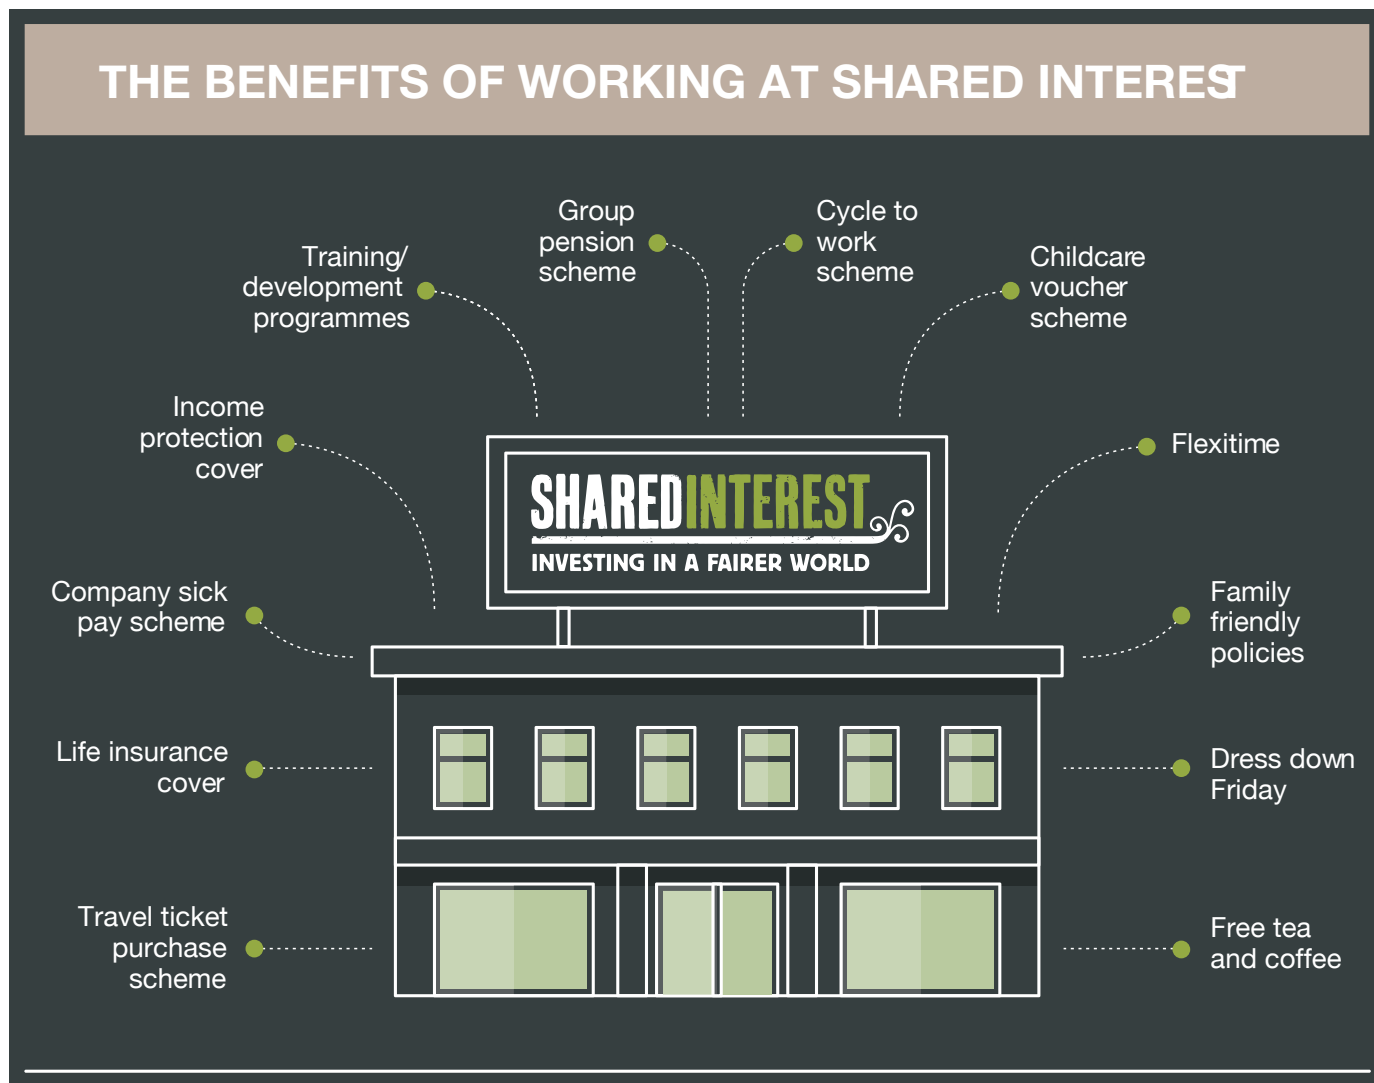 THE BENEFITS OF WORKING AT SHARED INTEREST
Group
pension
scheme
Cycle to
work
scheme
Training/
development
programmes
Childcare
voucher
scheme
Income
protection
cover
Flexitime
SHAREDINTEREST
INVESTING IN A FAIRER WORLD
Company sick
pay scheme
Family
friendly
policies
Life insurance
cover
Dress down
Friday
Travel ticket
purchase
scheme
Free tea
and coffee